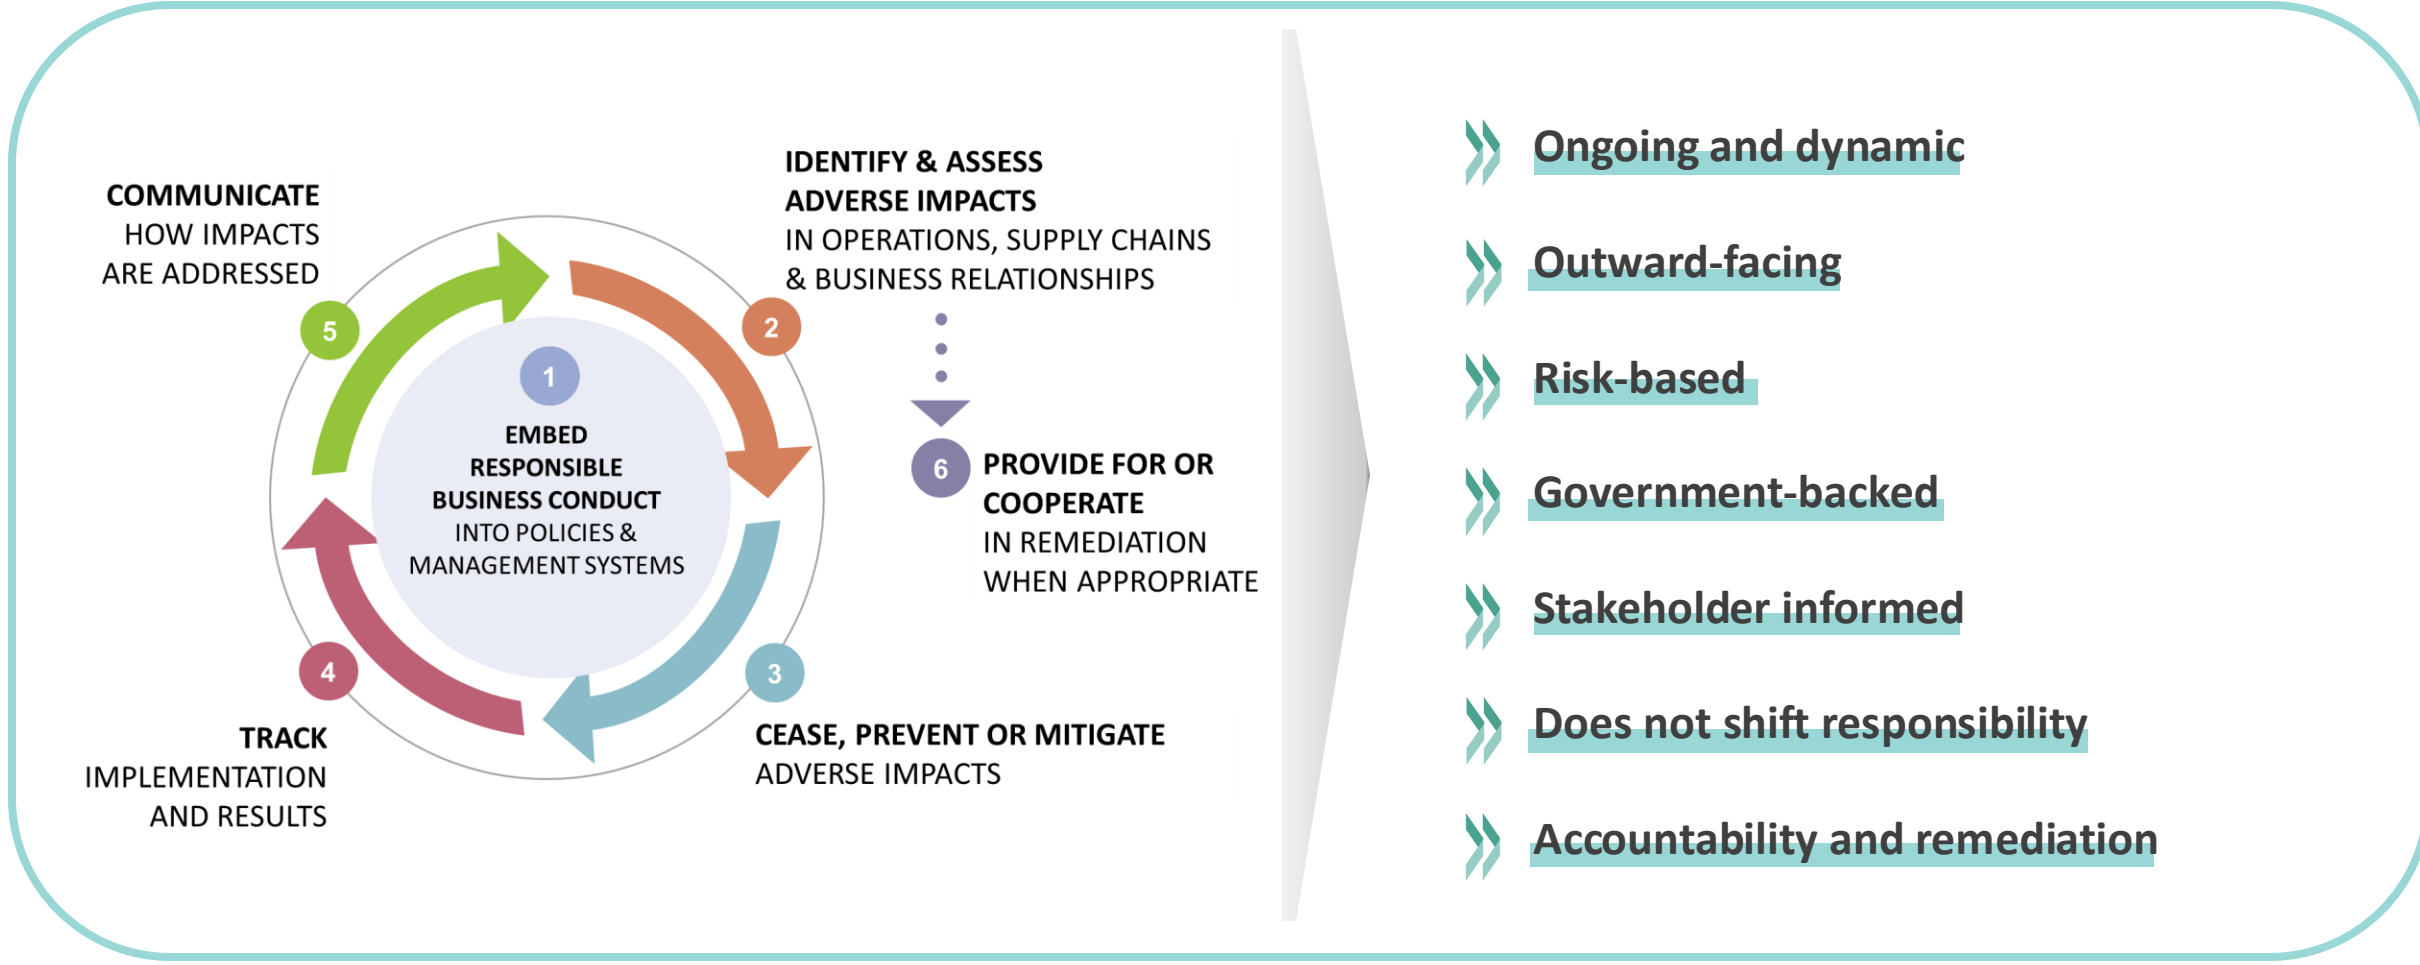 COMMUNICATE
HOW IMPACTS
ARE ADDRESSED
5
IDENTIFY & ASSESS
ADVERSE IMPACTS
IN OPERATIONS, SUPPLY CHAINS
& BUSINESS RELATIONSHIPS
2
1
EMBED
RESPONSIBLE
BUSINESS CONDUCT
INTO POLICIES &
MANAGEMENT SYSTEMS
6
PROVIDE FOR OR
COOPERATE
IN REMEDIATION
WHEN APPROPRIATE
4
TRACK
IMPLEMENTATION
AND RESULTS
3
CEASE, PREVENT OR MITIGATE
ADVERSE IMPACTS
Ongoing and dynamic
Outward-facing
Risk-based
Government-backed
Stakeholder informed
Does not shift responsibility
Accountability and remediation